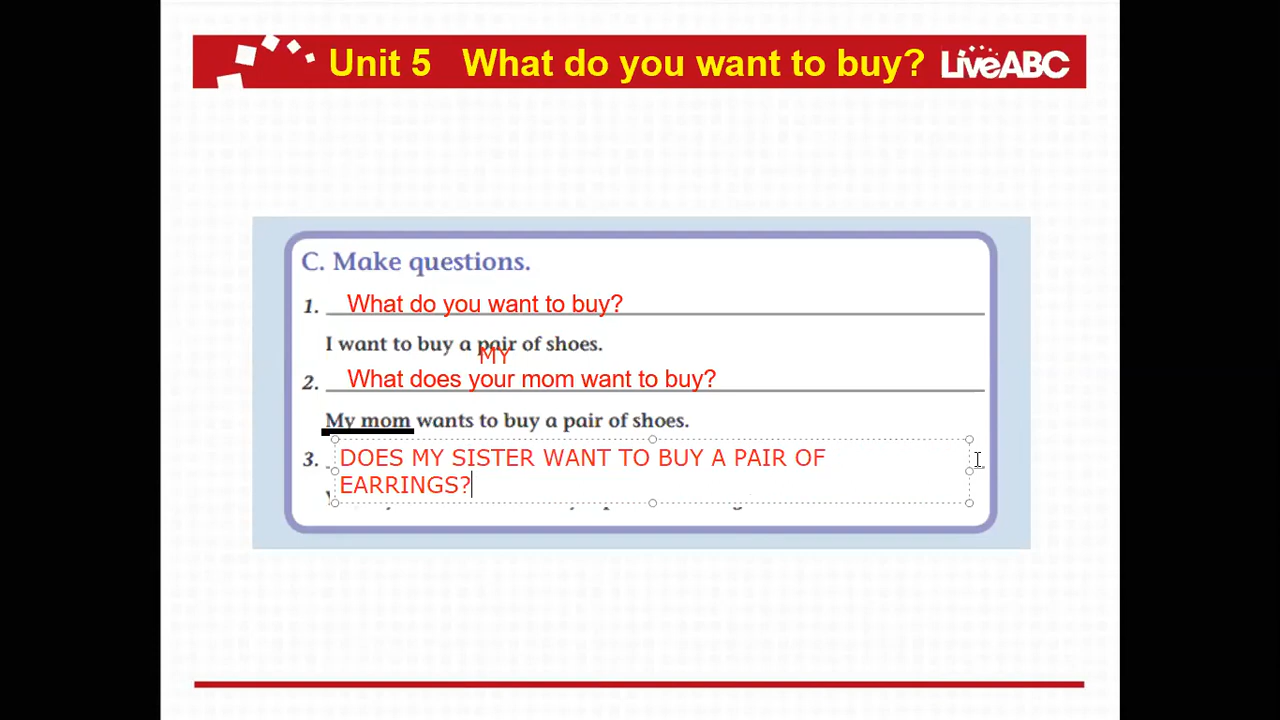 Unit 5 What do you want to buy? LiveABC
C. Make questions.
1. What do you want to buy?
I want to buy a pair of shoes.
MY
2. What does your mom want to buy?
My mom wants to buy a pair of shoes.
3. DOES MY SISTER WANT TO BUY A PAIR OF
EARRINGS?